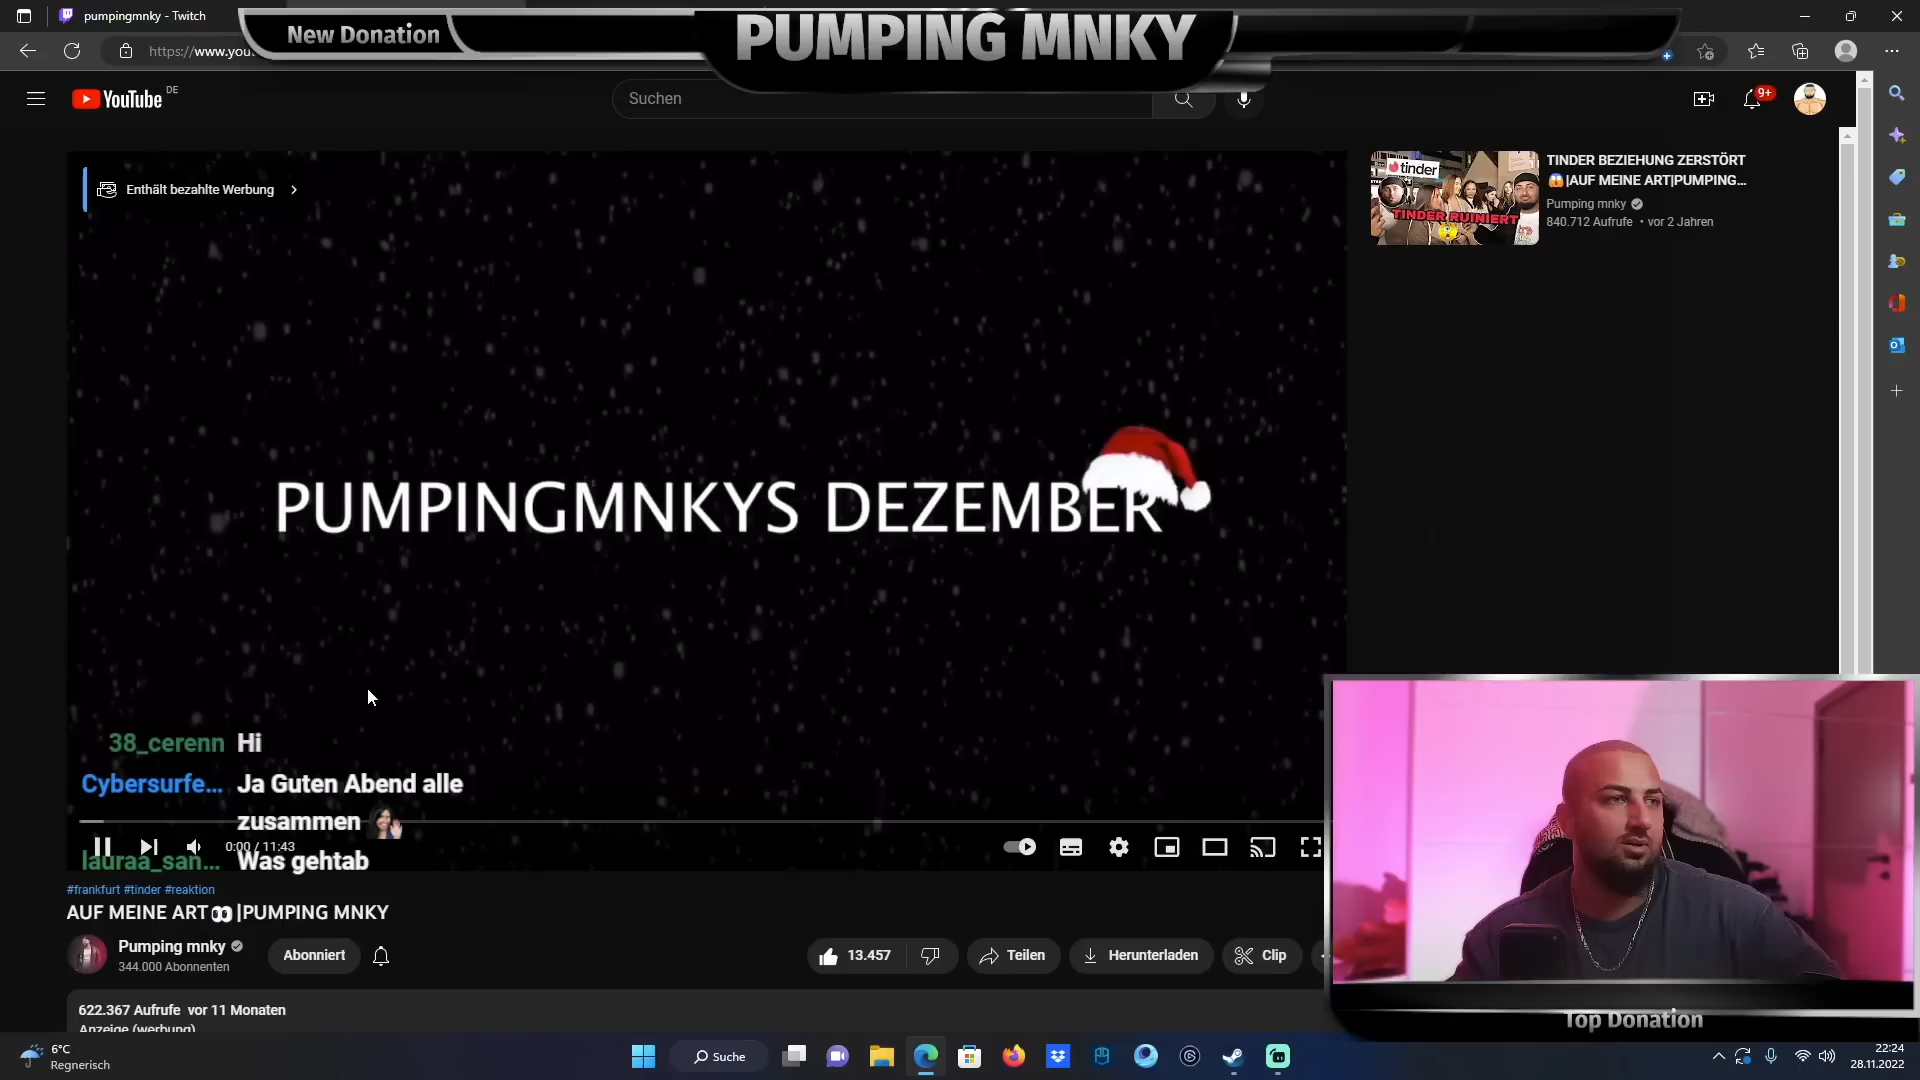 pumpingmnky - Twitch
New Donation
PUMPING MNKY
https://www.you
YouTube DE
Suchen
9+
Enthält bezahlte Werbung
TINDER BEZIEHUNG ZERSTÖRT
😱|AUF MEINE ART|PUMPING...
Pumping mnky
840.712 Aufrufe • vor 2 Jahren
tinder
TINDER RUINIERT
PUMPINGMNKYS DEZEMBER
38_cerenn Hi
Cybersurfe... Ja Guten Abend alle
zusammen
0:00 / 11:43
lauraa_san... Was gehtab
#frankfurt #tinder #reaktion
AUF MEINE ART👀|PUMPING MNKY
Pumping mnky
344.000 Abonnenten
Abonniert
13.457
Teilen
Herunterladen
Clip
622.367 Aufrufe vor 11 Monaten
Anzeige (werbung)
Top Donation
6°C
Regnerisch
Suche
22:24
28.11.2022